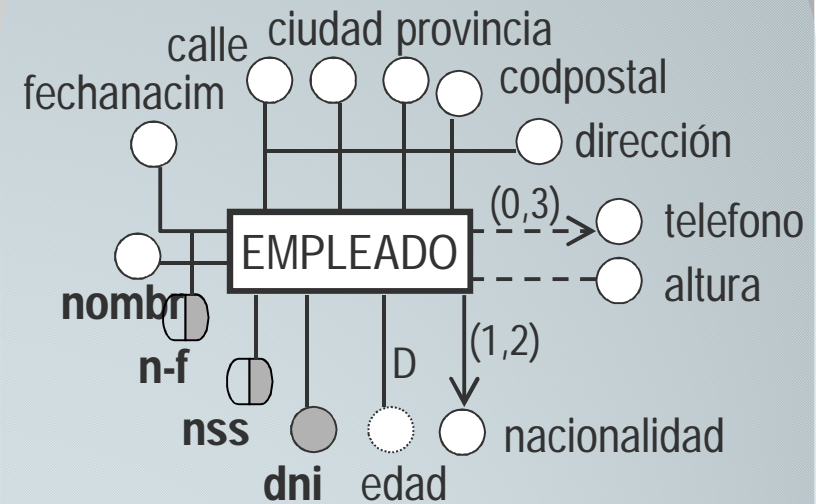 calle ciudad provincia
fechanacim
codpostal
dirección
(0,3)
telefono
EMPLEADO
altura
nombr
n-f
D
(1,2)
nss
nacionalidad
dni
edad